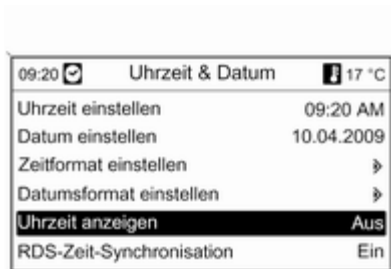 09:20 Uhrzeit & Datum 17 °C
Uhrzeit einstellen 09:20 AM
Datum einstellen 10.04.2009
Zeitformat einstellen
Datumsformat einstellen
Uhrzeit anzeigen Aus
RDS-Zeit-Synchronisation Ein